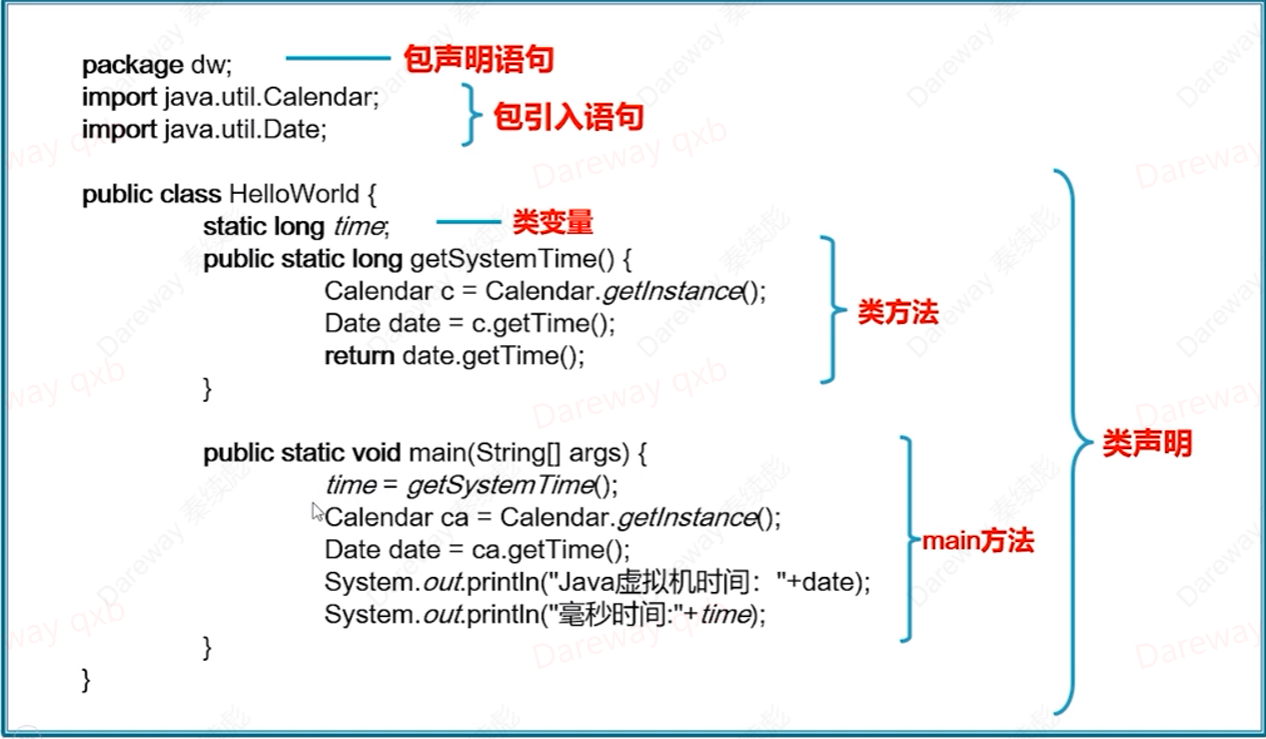 package dw;
包声明语句
import java.util.Calendar;
import java.util.Date;
包引入语句
public class HelloWorld {
static long time;
类变量
public static long getSystemTime() {
Calendar c = Calendar.getInstance();
Date date = c.getTime();
return date.getTime();
}
类方法
public static void main(String[] args) {
time = getSystemTime();
Calendar ca = Calendar.getInstance();
Date date = ca.getTime();
System.out.println("Java虚拟机时间："+date);
System.out.println("毫秒时间:"+time);
}
main方法
}
类声明
Dareway qxb
Dareway 秦续彪